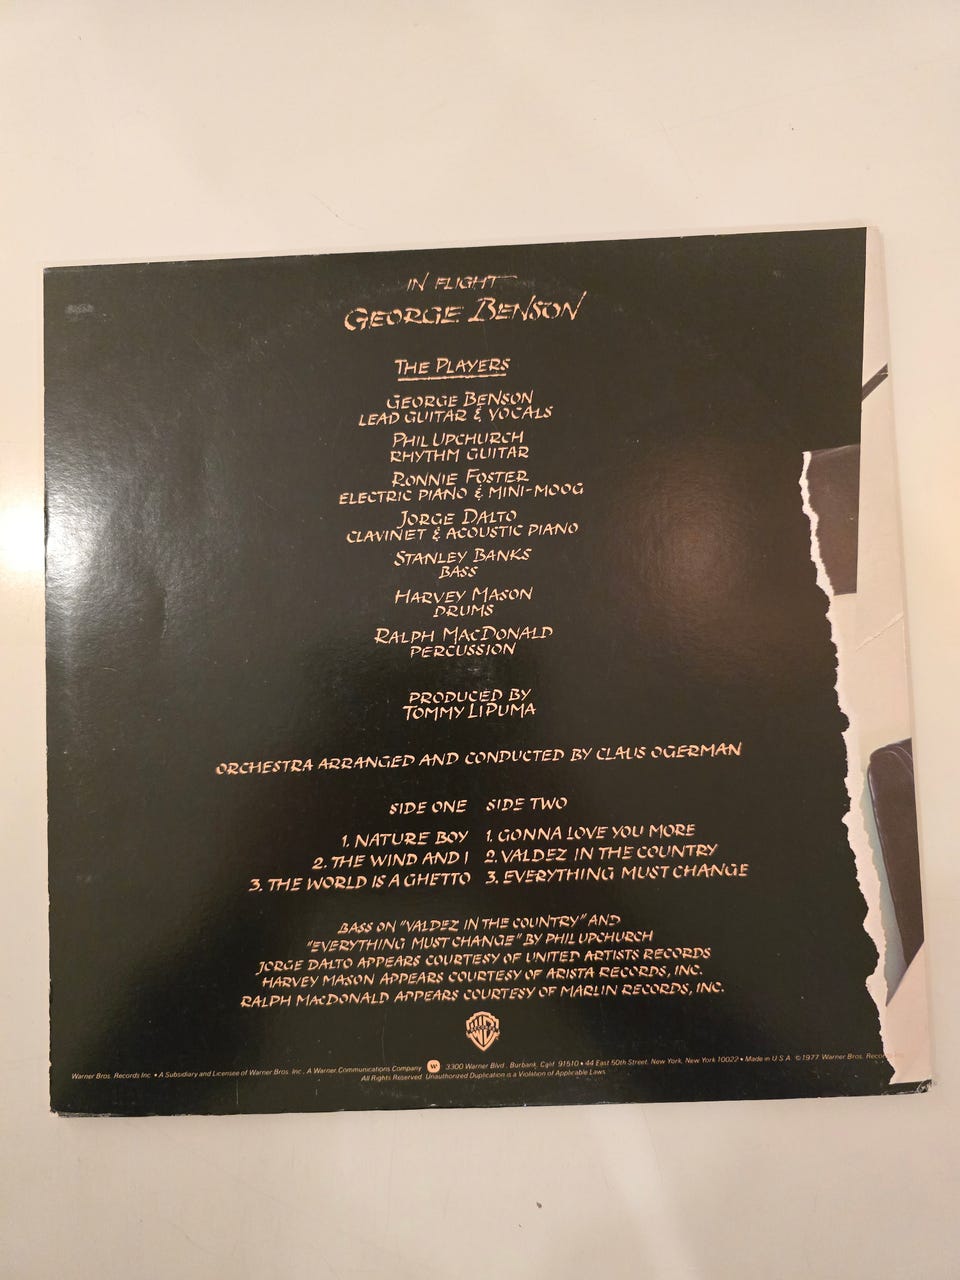 IN FLIGHT
GEORGE BENSON
THE PLAYERS
GEORGE BENSON
LEAD GUITAR & VOCALS
PHIL UPCHURCH
RHYTHM GUITAR
RONNIE FOSTER
ELECTRIC PIANO & MINI-MOOG
JORGE DALTO
CLAVINET & ACOUSTIC PIANO
STANLEY BANKS
BASS
HARVEY MASON
DRUMS
RALPH MACDONALD
PERCUSSION
PRODUCED BY
TOMMY LIPUMA
ORCHESTRA ARRANGED AND CONDUCTED BY CLAUS OGERMAN
SIDE ONE
1. NATURE BOY
2. THE WIND AND I
3. THE WORLD IS A GHETTO
SIDE TWO
1. GONNA LOVE YOU MORE
2. VALDEZ IN THE COUNTRY
3. EVERYTHING MUST CHANGE
BASS ON "VALDEZ IN THE COUNTRY" AND
"EVERYTHING MUST CHANGE" BY PHIL UPCHURCH
JORGE DALTO APPEARS COURTESY OF UNITED ARTISTS RECORDS
HARVEY MASON APPEARS COURTESY OF ARISTA RECORDS, INC.
RALPH MACDONALD APPEARS COURTESY OF MARLIN RECORDS, INC.
Warner Bros. Records Inc. • A Subsidiary and Licensee of Warner Bros. Inc., A Warner Communications Company W 3300 Warner Blvd., Burbank, Calif. 91510 • 44 East 50th Street, New York, New York 10022 • Made in U.S.A. ©1977 Warner Bros.
All Rights Reserved. Unauthorized Duplication is a Violation of Applicable Laws